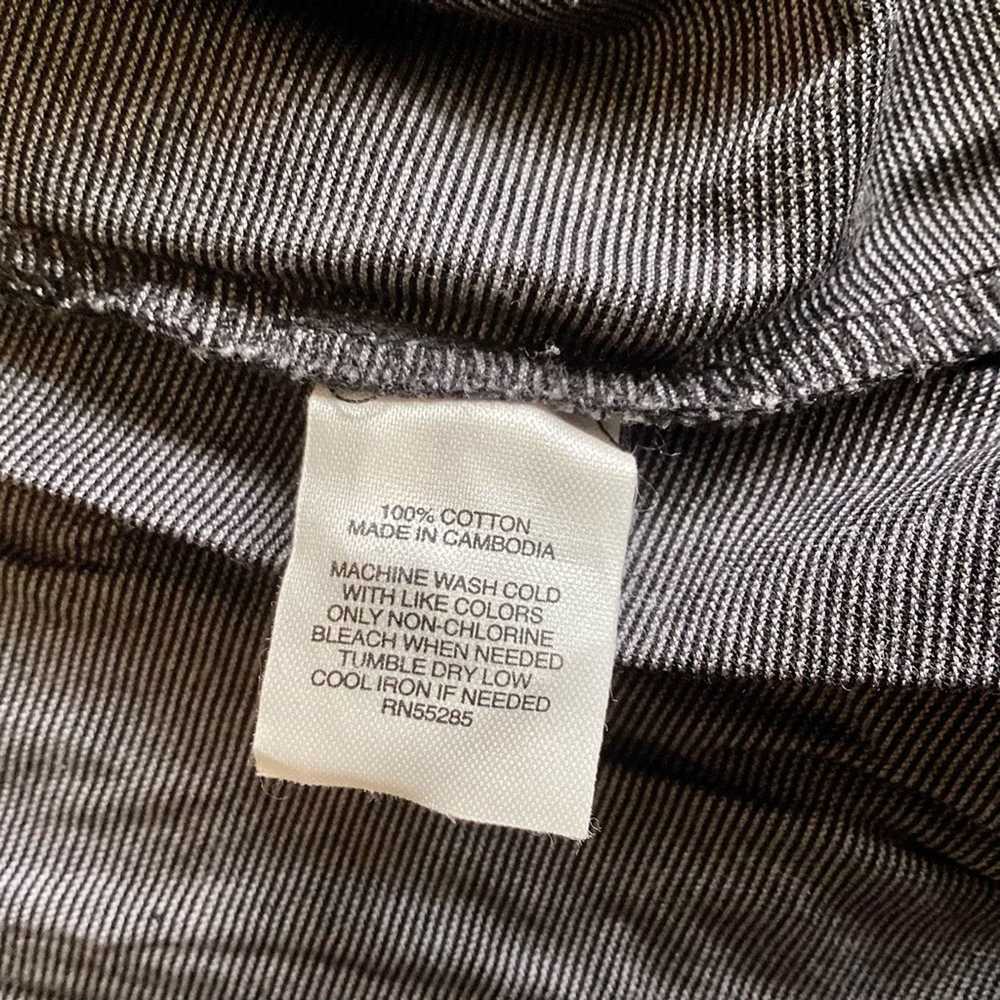 100% COTTON
MADE IN CAMBODIA
MACHINE WASH COLD
WITH LIKE COLORS
ONLY NON-CHLORINE
BLEACH WHEN NEEDED
TUMBLE DRY LOW
COOL IRON IF NEEDED
RN55285